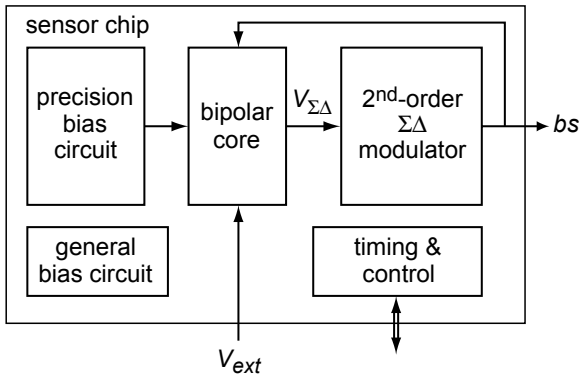 sensor chip
precision
bias
circuit
bipolar
core
VΣΔ
2nd-order
ΣΔ
modulator
bs
general
bias circuit
timing &
control
Vext